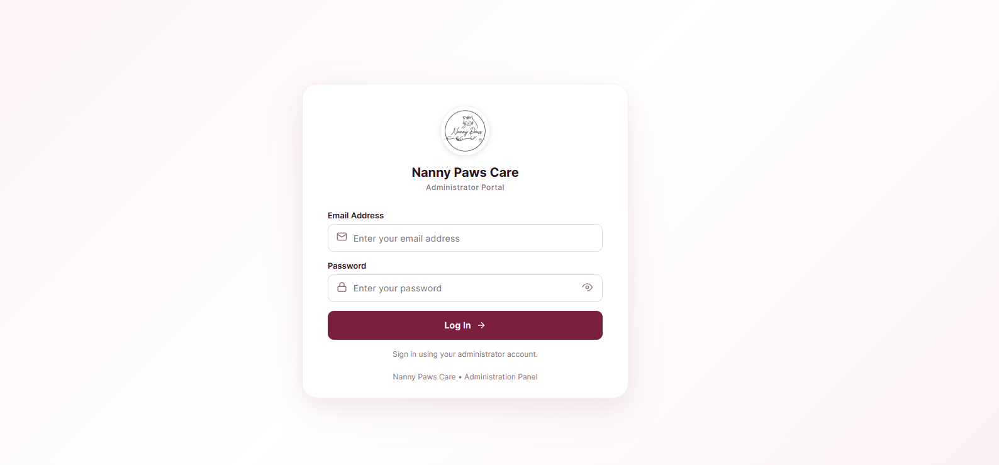 Nanny Paws
Nanny Paws Care
Administrator Portal
Email Address
Enter your email address
Password
Enter your password
Log In
Sign in using your administrator account.
Nanny Paws Care • Administration Panel